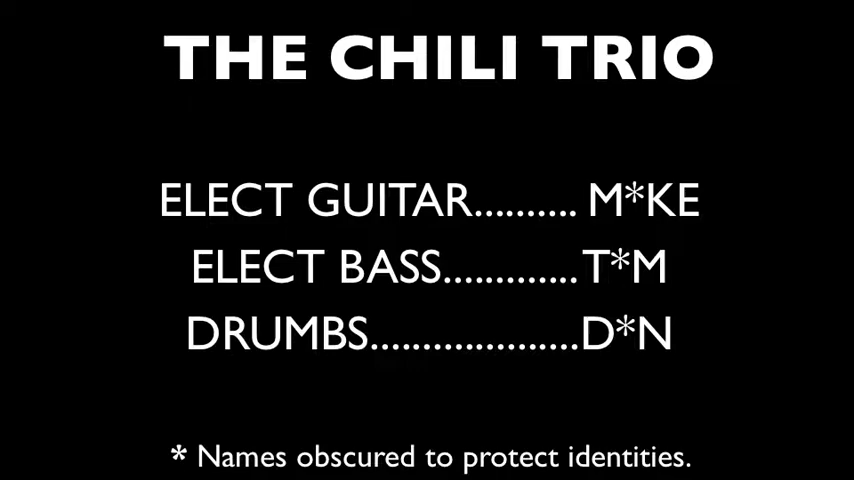 THE CHILI TRIO
ELECT GUITAR.......... M*KE
ELECT BASS.............T*M
DRUMBS....................D*N
* Names obscured to protect identities.